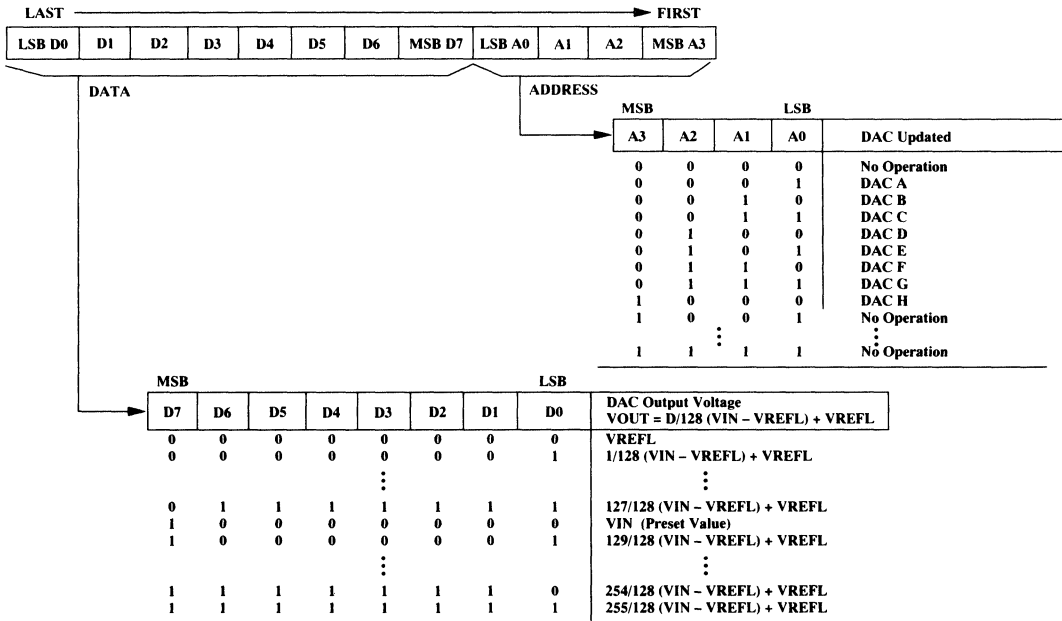 LAST FIRST
LSB D0 D1 D2 D3 D4 D5 D6 MSB D7 LSB A0 A1 A2 MSB A3
DATA ADDRESS
MSB LSB
A3 A2 A1 A0 DAC Updated
0 0 0 0 No Operation
0 0 0 1 DAC A
0 0 1 0 DAC B
0 0 1 1 DAC C
0 1 0 0 DAC D
0 1 0 1 DAC E
0 1 1 0 DAC F
0 1 1 1 DAC G
1 0 0 0 DAC H
1 0 0 1 No Operation
1 1 1 1 No Operation
MSB LSB
D7 D6 D5 D4 D3 D2 D1 D0 DAC Output Voltage
VOUT = D/128 (VIN – VREFL) + VREFL
0 0 0 0 0 0 0 0 VREFL
0 0 0 0 0 0 0 1 1/128 (VIN – VREFL) + VREFL
0 1 1 1 1 1 1 1 127/128 (VIN – VREFL) + VREFL
1 0 0 0 0 0 0 0 VIN (Preset Value)
1 0 0 0 0 0 0 1 129/128 (VIN – VREFL) + VREFL
1 1 1 1 1 1 1 0 254/128 (VIN – VREFL) + VREFL
1 1 1 1 1 1 1 1 255/128 (VIN – VREFL) + VREFL